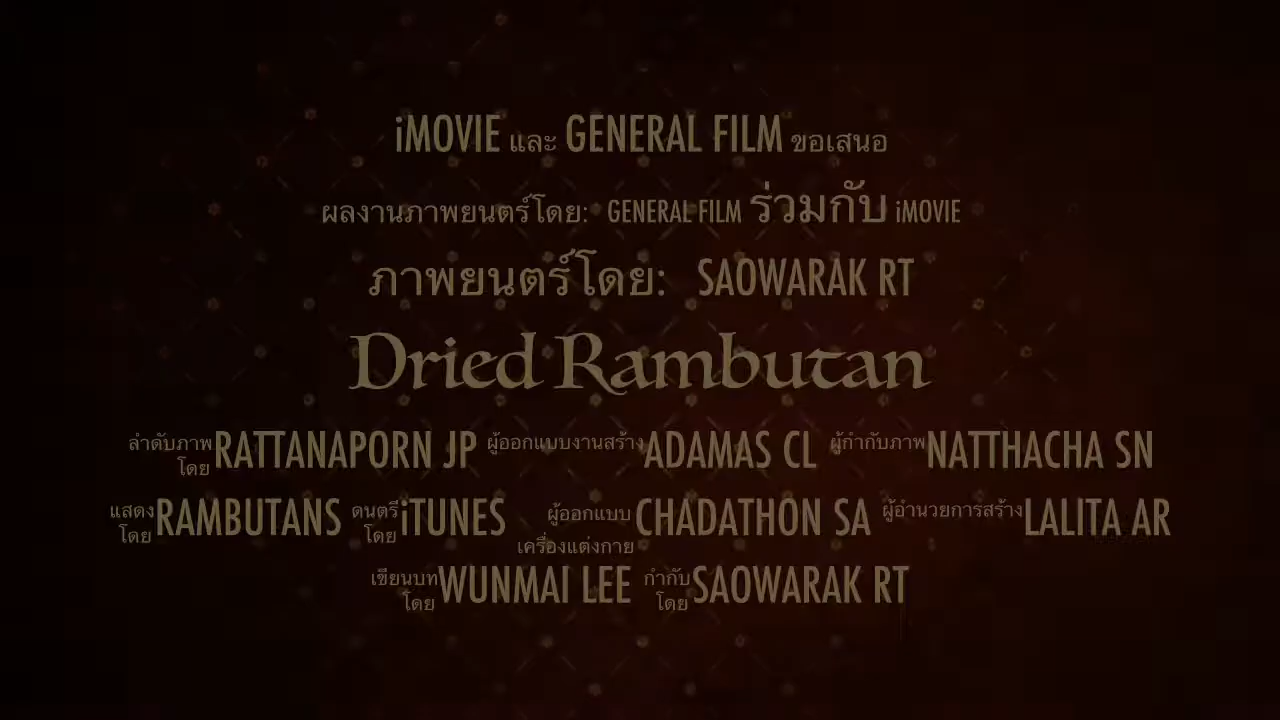 iMOVIE และ GENERAL FILM ขอเสนอ
ผลงานภาพยนตร์โดย: GENERAL FILM ร่วมกับ iMOVIE
ภาพยนตร์โดย: SAOWARAK RT
Dried Rambutan
ลำดับภาพโดย RATTANAPORN JP ผู้ออกแบบงานสร้าง ADAMAS CL ผู้กำกับภาพ NATTHACHA SN
แสดงโดย RAMBUTANS ดนตรีโดย iTUNES ผู้ออกแบบเครื่องแต่งกาย CHADATHON SA ผู้อำนวยการสร้าง LALITA AR
เขียนบทโดย WUNMAI LEE กำกับโดย SAOWARAK RT